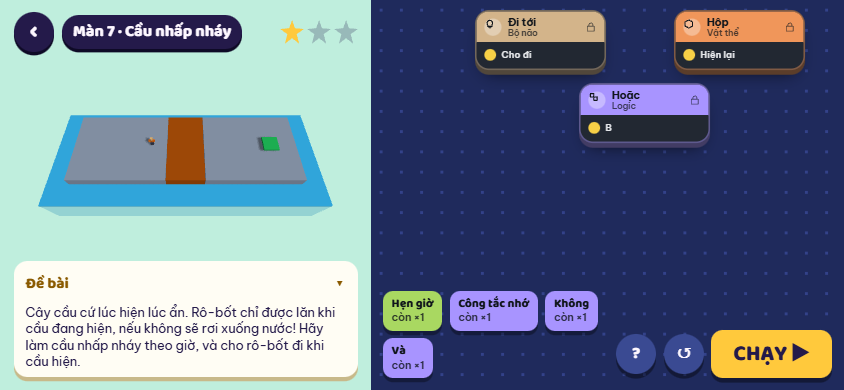 Màn 7 · Cầu nhấp nháy
Đi tới
Bộ não
Cho đi
Hộp
Vật thể
Hiện lại
Hoặc
Logic
B
Đề bài
Cây cầu cứ lúc hiện lúc ẩn. Rô-bốt chỉ được lăn khi
cầu đang hiện, nếu không sẽ rơi xuống nước! Hãy
làm cầu nhấp nháy theo giờ, và cho rô-bốt đi khi
cầu hiện.
Hẹn giờ
còn ×1
Công tắc nhớ
còn ×1
Không
còn ×1
Và
còn ×1
?
CHẠY